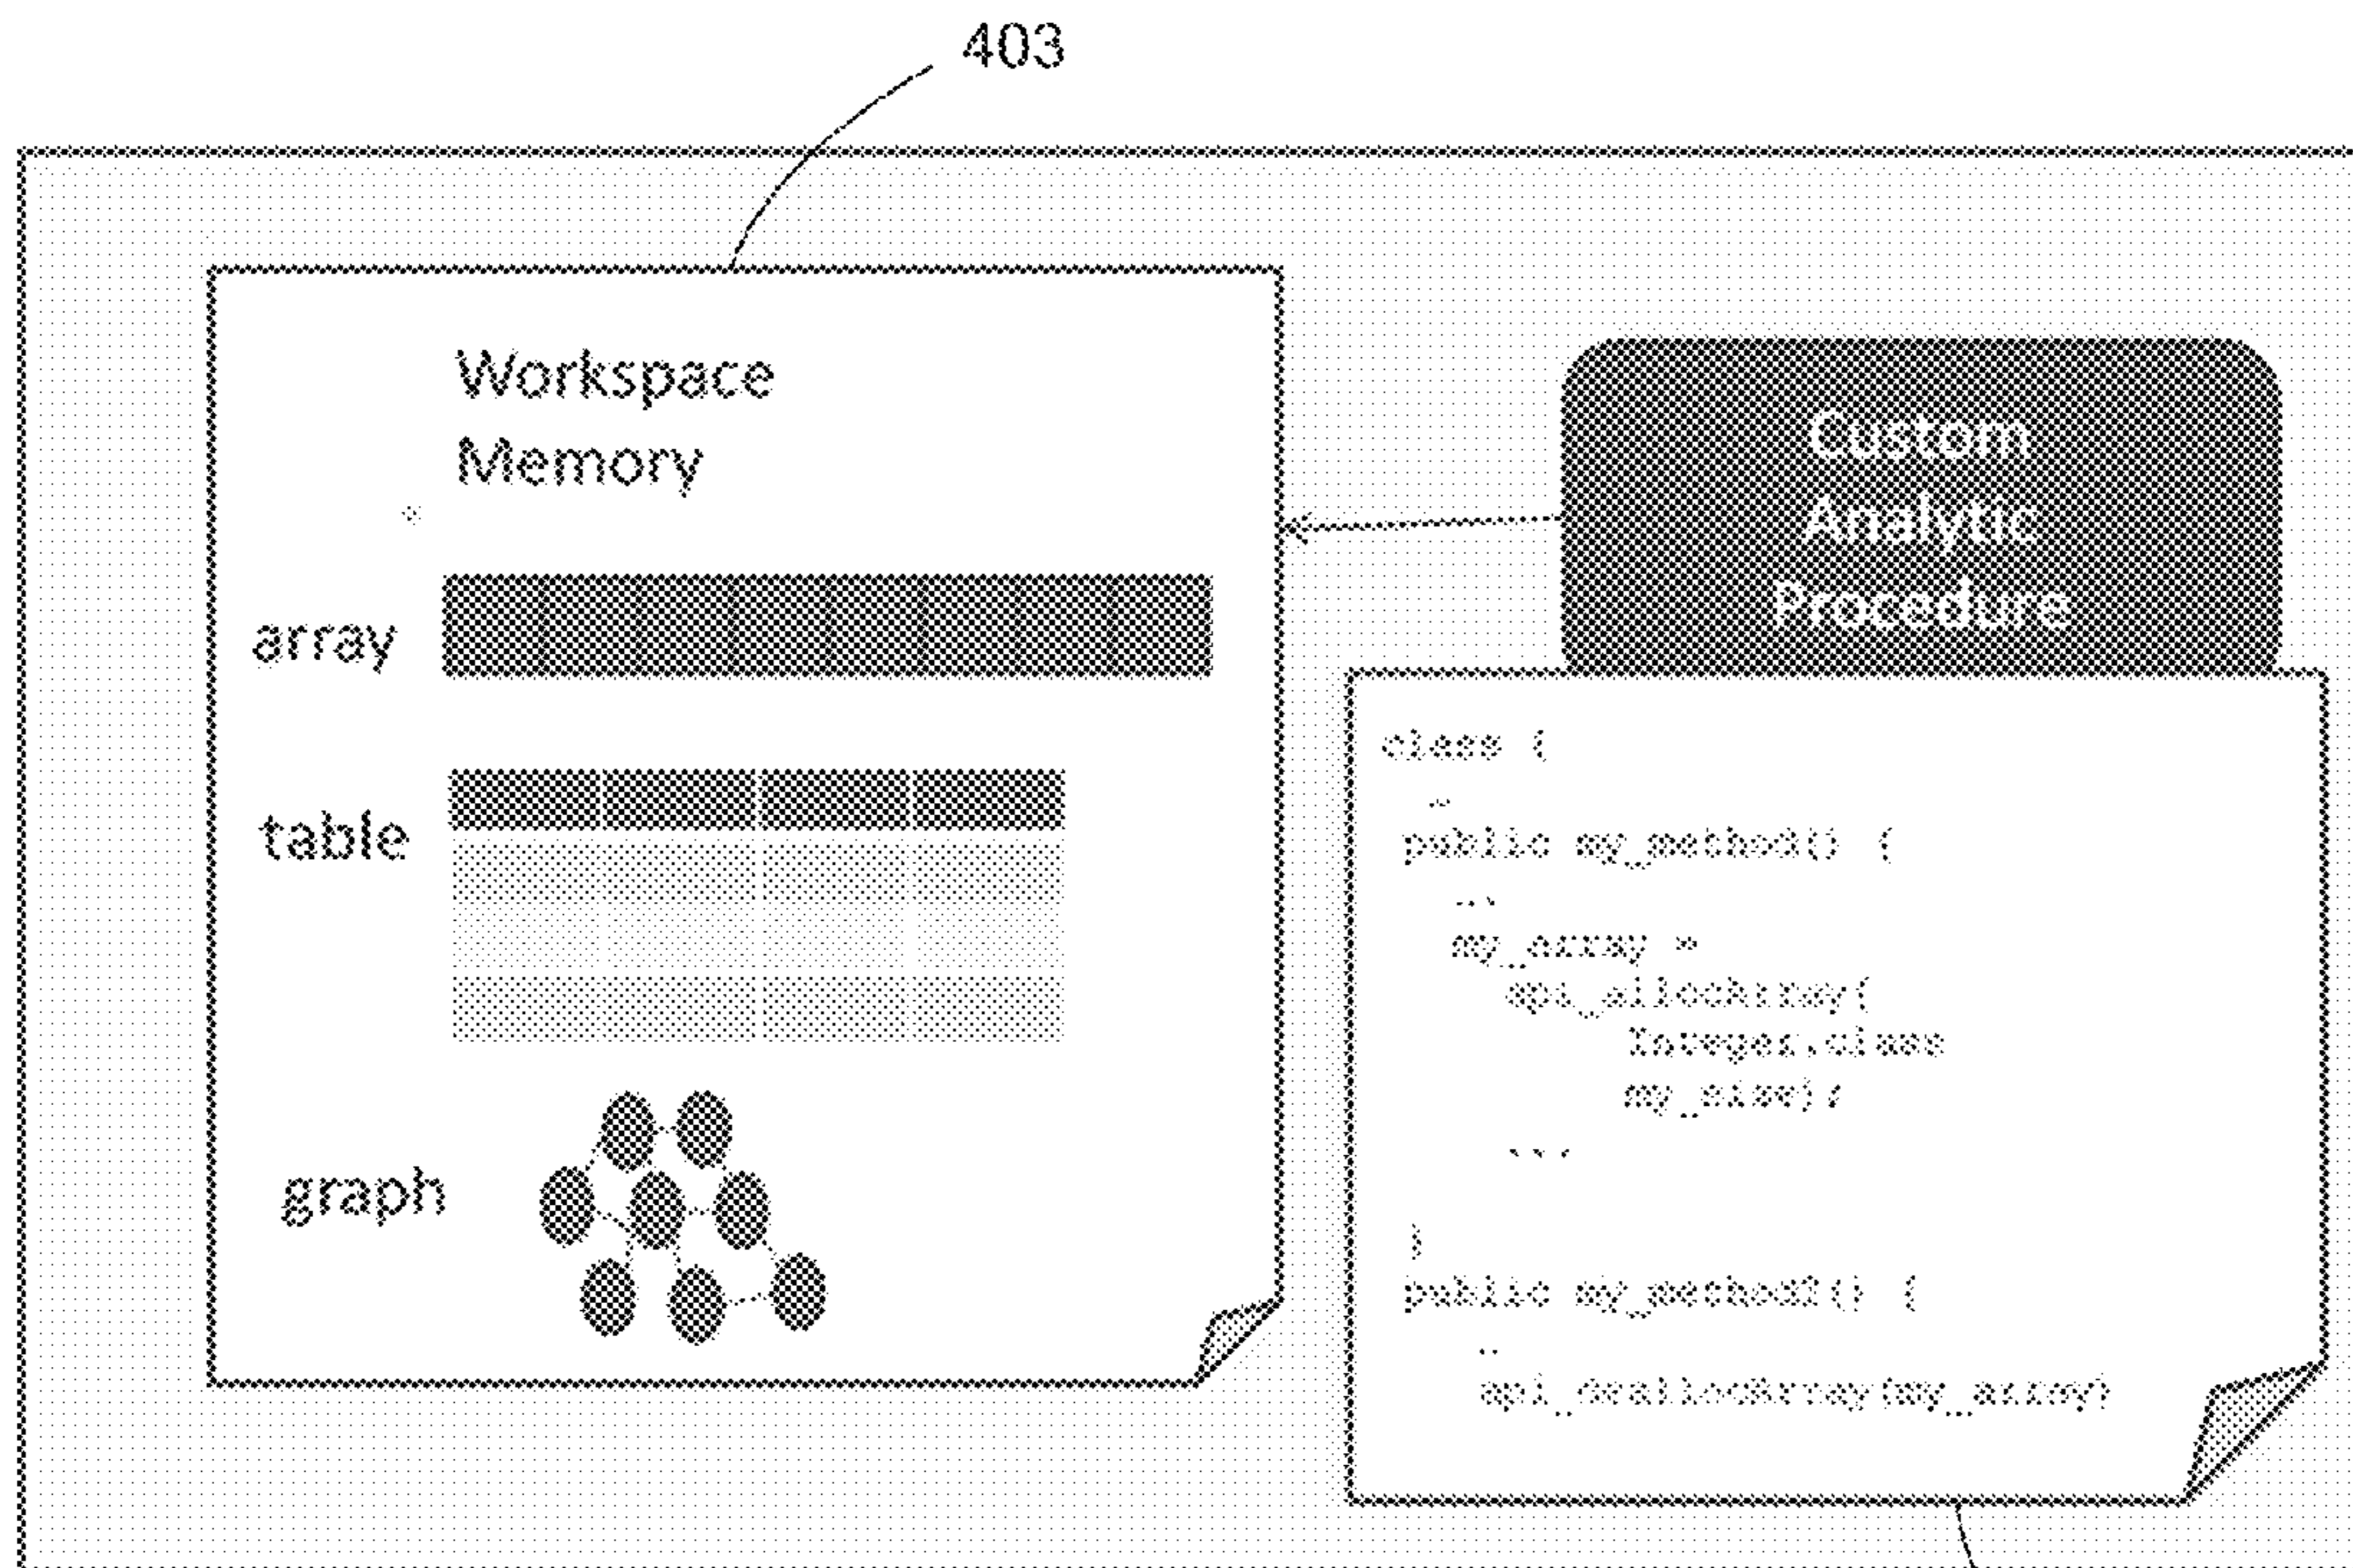 403
Workspace
Memory
array
table
graph
Custom
Analytic
Procedure
class {
..
public my_method() {
...
my_array =
api_allocArray(
Integer.class
my_size);
...
}
public my_method2() {
..
api_deallocArray(my_array)